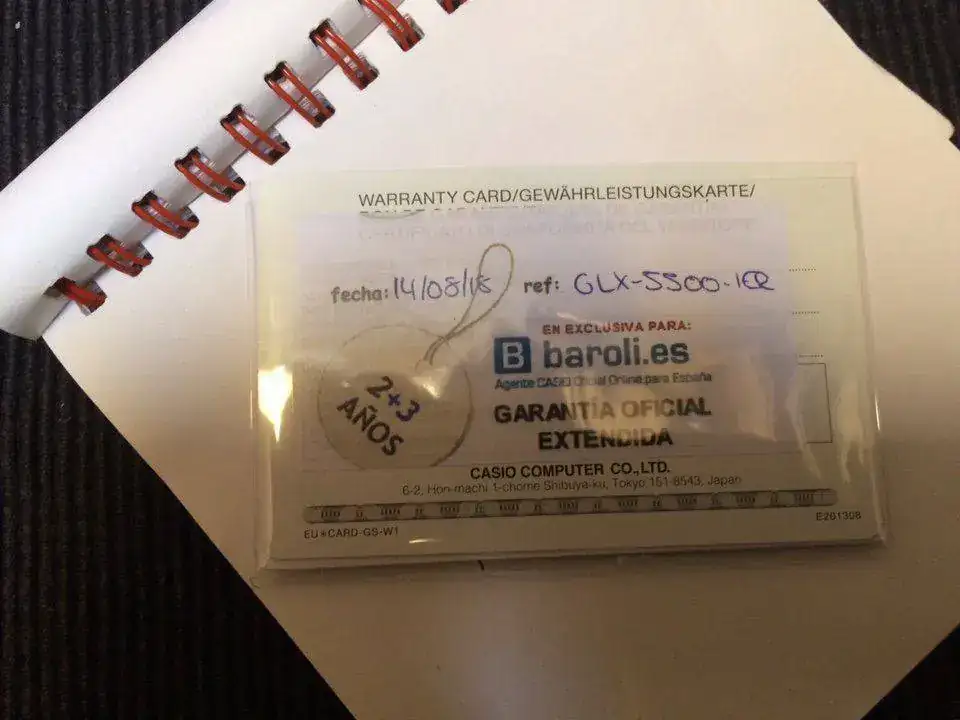 WARRANTY CARD/GEWÄHRLEISTUNGSKARTE/
fecha: 14/08/18 ref: GLX-5500-1ER
EN EXCLUSIVA PARA:
B baroli.es
Agente CASIO Oficial Online para España
2+3
AÑOS
GARANTÍA OFICIAL
EXTENDIDA
CASIO COMPUTER CO., LTD.
6-2, Hon-machi 1-chome Shibuya-ku, Tokyo 151-8543, Japan
EU✳CARD-GS-W1
E201308